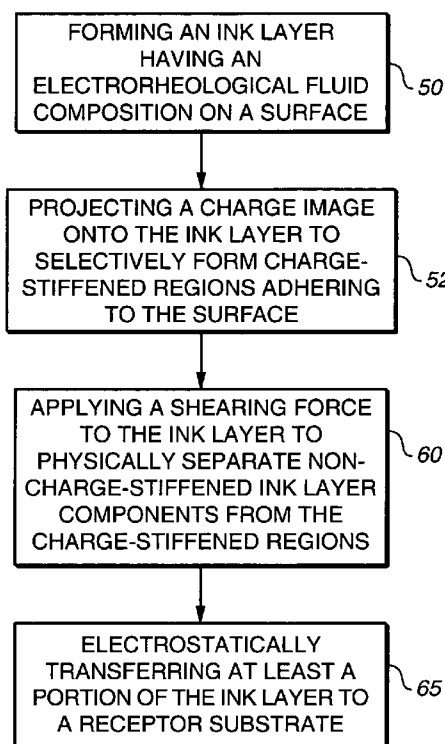 FORMING AN INK LAYER
HAVING AN
ELECTRORHEOLOGICAL FLUID
COMPOSITION ON A SURFACE
50
PROJECTING A CHARGE IMAGE
ONTO THE INK LAYER TO
SELECTIVELY FORM CHARGE-
STIFFENED REGIONS ADHERING
TO THE SURFACE
52
APPLYING A SHEARING FORCE
TO THE INK LAYER TO
PHYSICALLY SEPARATE NON-
CHARGE-STIFFENED INK LAYER
COMPONENTS FROM THE
CHARGE-STIFFENED REGIONS
60
ELECTROSTATICALLY
TRANSFERRING AT LEAST A
PORTION OF THE INK LAYER TO
A RECEPTOR SUBSTRATE
65